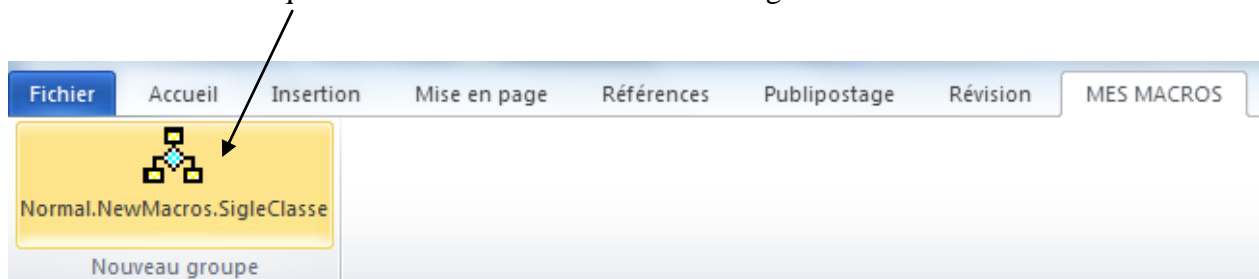 Fichier Accueil Insertion Mise en page Références Publipostage Révision MES MACROS
Normal.NewMacros.SigleClasse
Nouveau groupe